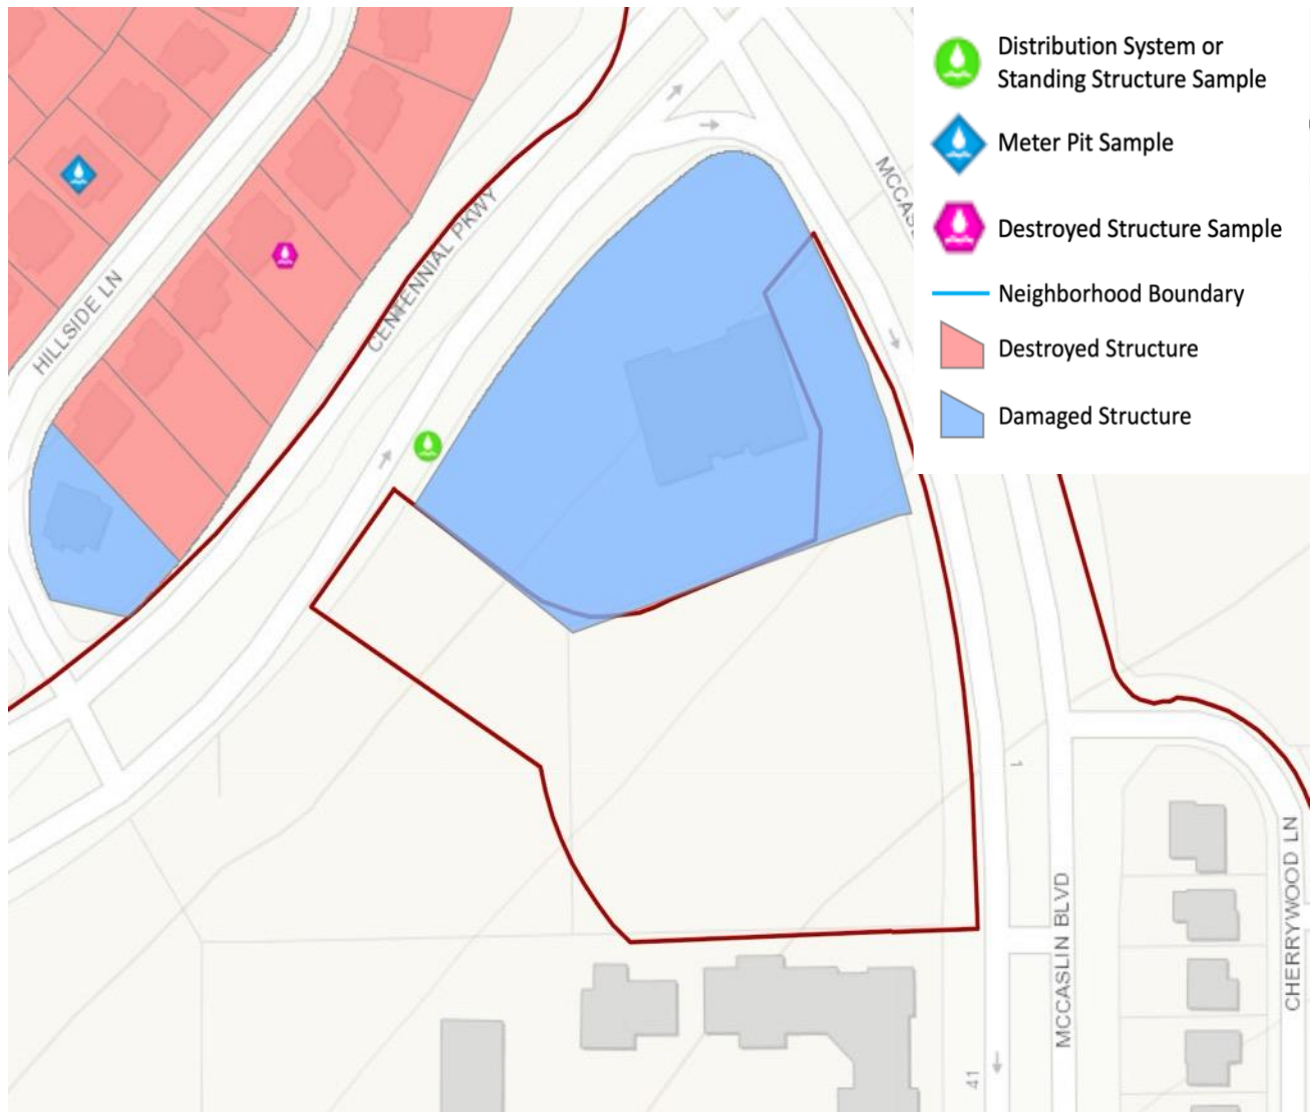 Distribution System or
Standing Structure Sample
Meter Pit Sample
Destroyed Structure Sample
Neighborhood Boundary
Destroyed Structure
Damaged Structure
HILLSIDE LN
CENTENNIAL PKWY
MCCAS
1
41
MCCASLIN BLVD
CHERRYWOOD LN